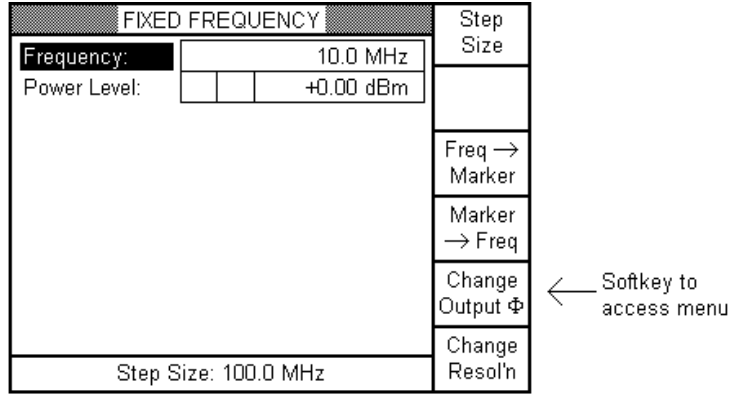 FIXED FREQUENCY
Frequency: 10.0 MHz
Power Level: +0.00 dBm
Step Size: 100.0 MHz
Step
Size
Freq →
Marker
Marker
→ Freq
Change
Output Φ
Change
Resol'n
Softkey to
access menu